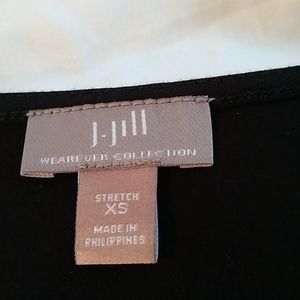 J.Jill
WEAREVER COLLECTION
STRETCH
XS
MADE IN
PHILIPPINES